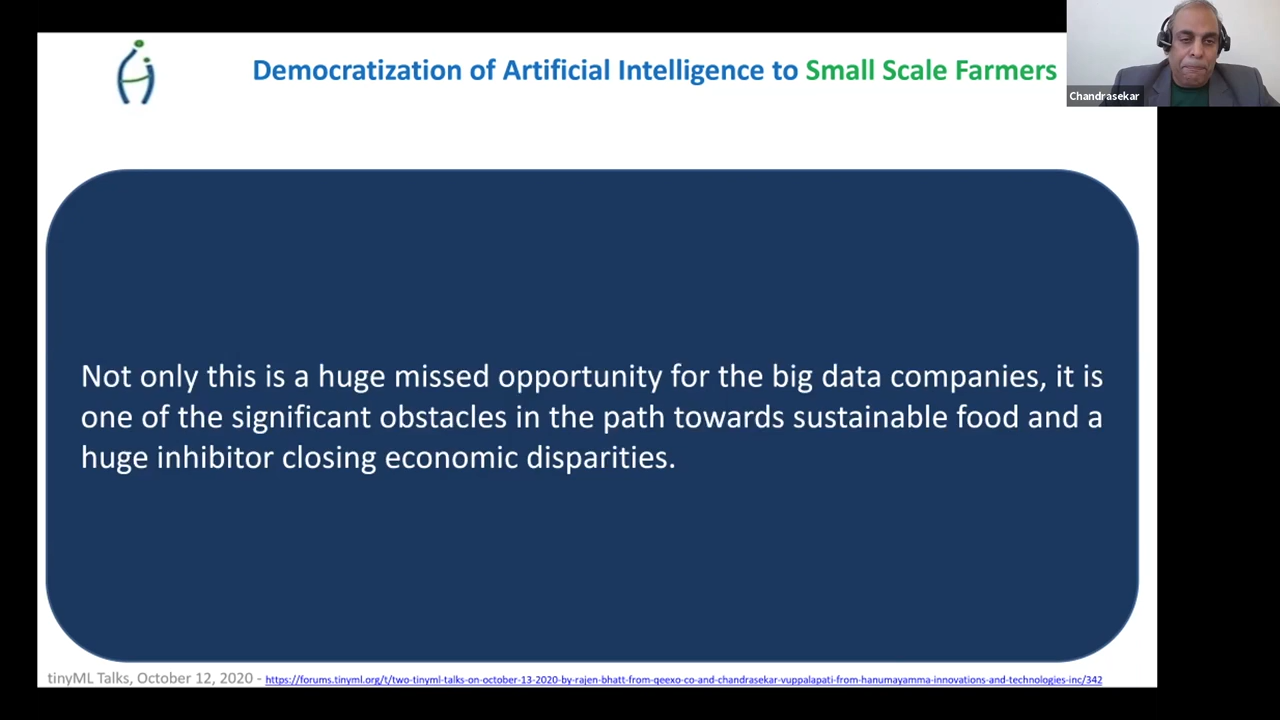 Democratization of Artificial Intelligence to Small Scale Farmers
Chandrasekar
Not only this is a huge missed opportunity for the big data companies, it is
one of the significant obstacles in the path towards sustainable food and a
huge inhibitor closing economic disparities.
tinyML Talks, October 12, 2020 - https://forums.tinyml.org/t/two-tinyml-talks-on-october-13-2020-by-rajen-bhatt-from-qeexo-co-and-chandrasekar-vuppalapati-from-hanumayamma-innovations-and-technologies-inc/342